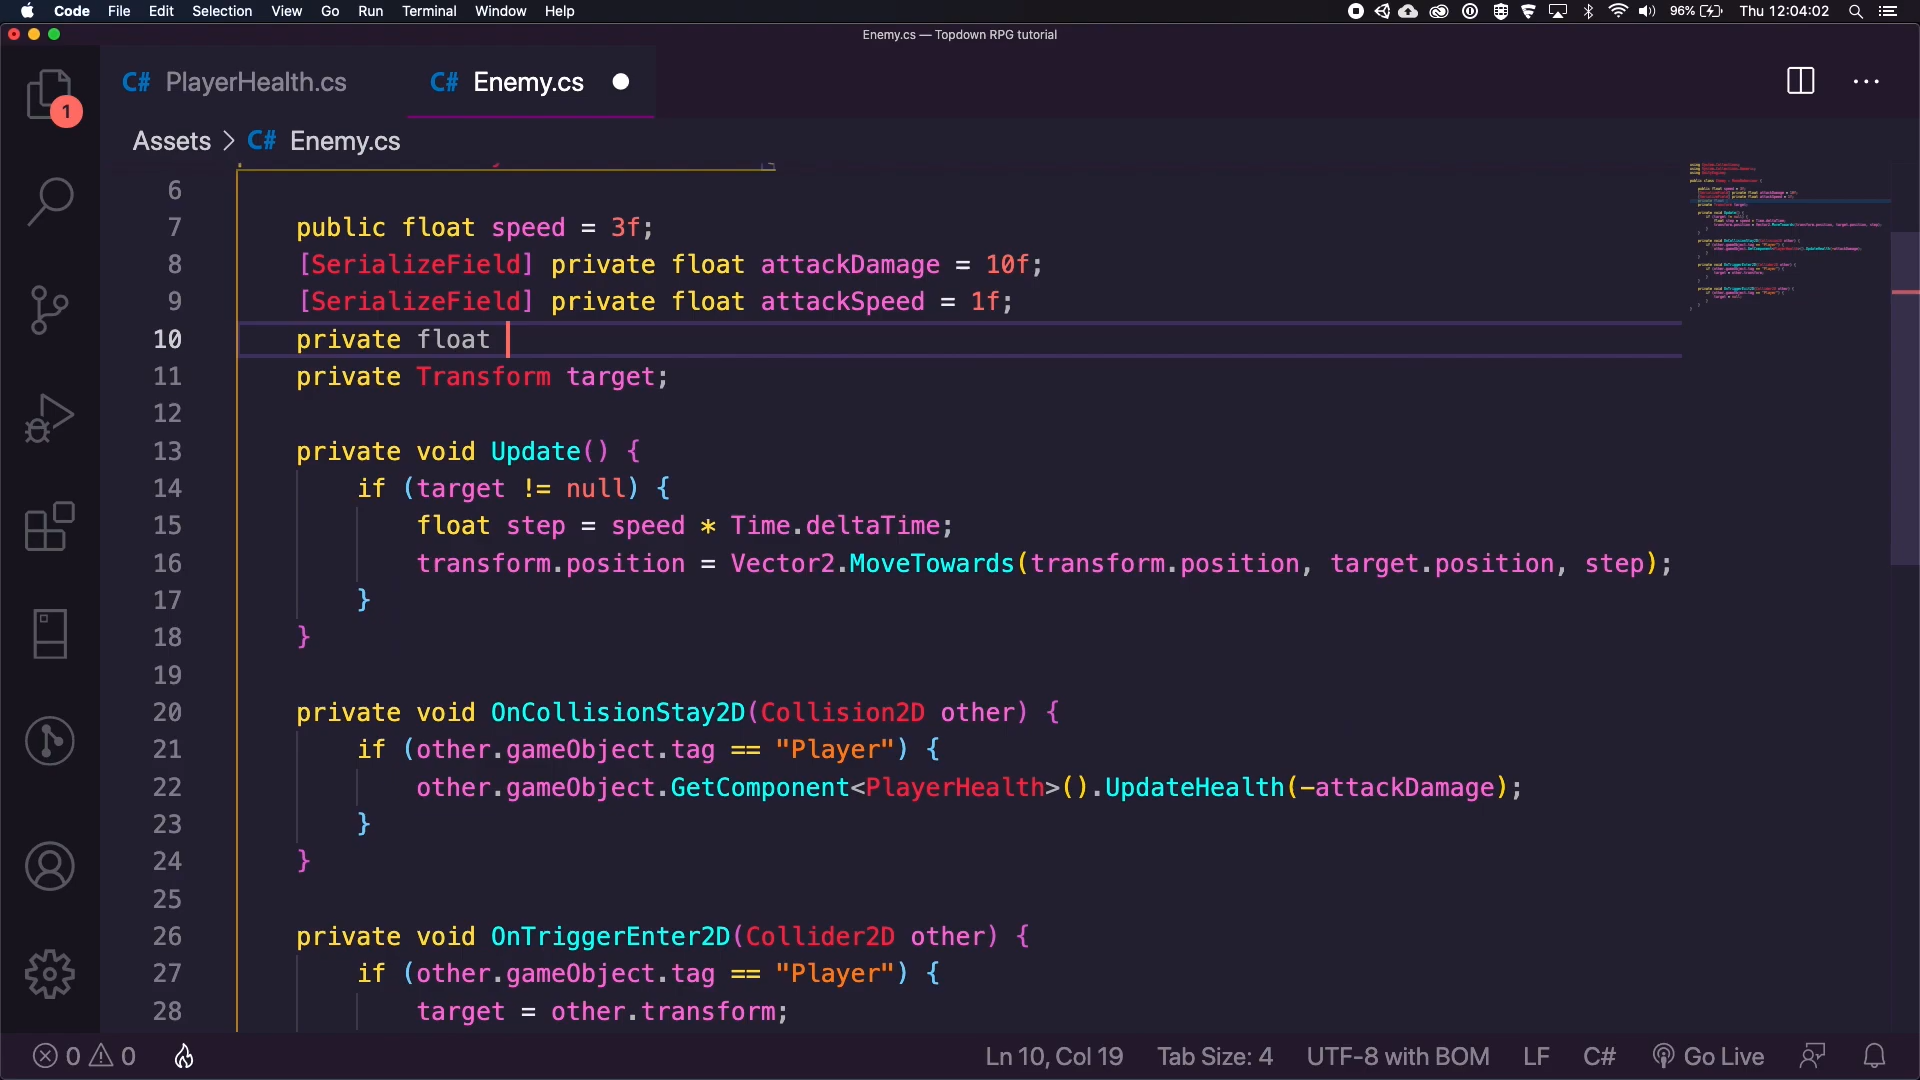 Code File Edit Selection View Go Run Terminal Window Help 96% Thu 12:04:02
Enemy.cs — Topdown RPG tutorial
C# PlayerHealth.cs C# Enemy.cs
1
Assets > C# Enemy.cs
6
7 public float speed = 3f;
8 [SerializeField] private float attackDamage = 10f;
9 [SerializeField] private float attackSpeed = 1f;
10 private float
11 private Transform target;
12
13 private void Update() {
14 if (target != null) {
15 float step = speed * Time.deltaTime;
16 transform.position = Vector2.MoveTowards(transform.position, target.position, step);
17 }
18 }
19
20 private void OnCollisionStay2D(Collision2D other) {
21 if (other.gameObject.tag == "Player") {
22 other.gameObject.GetComponent<PlayerHealth>().UpdateHealth(-attackDamage);
23 }
24 }
25
26 private void OnTriggerEnter2D(Collider2D other) {
27 if (other.gameObject.tag == "Player") {
28 target = other.transform;
0 0 Ln 10, Col 19 Tab Size: 4 UTF-8 with BOM LF C# Go Live